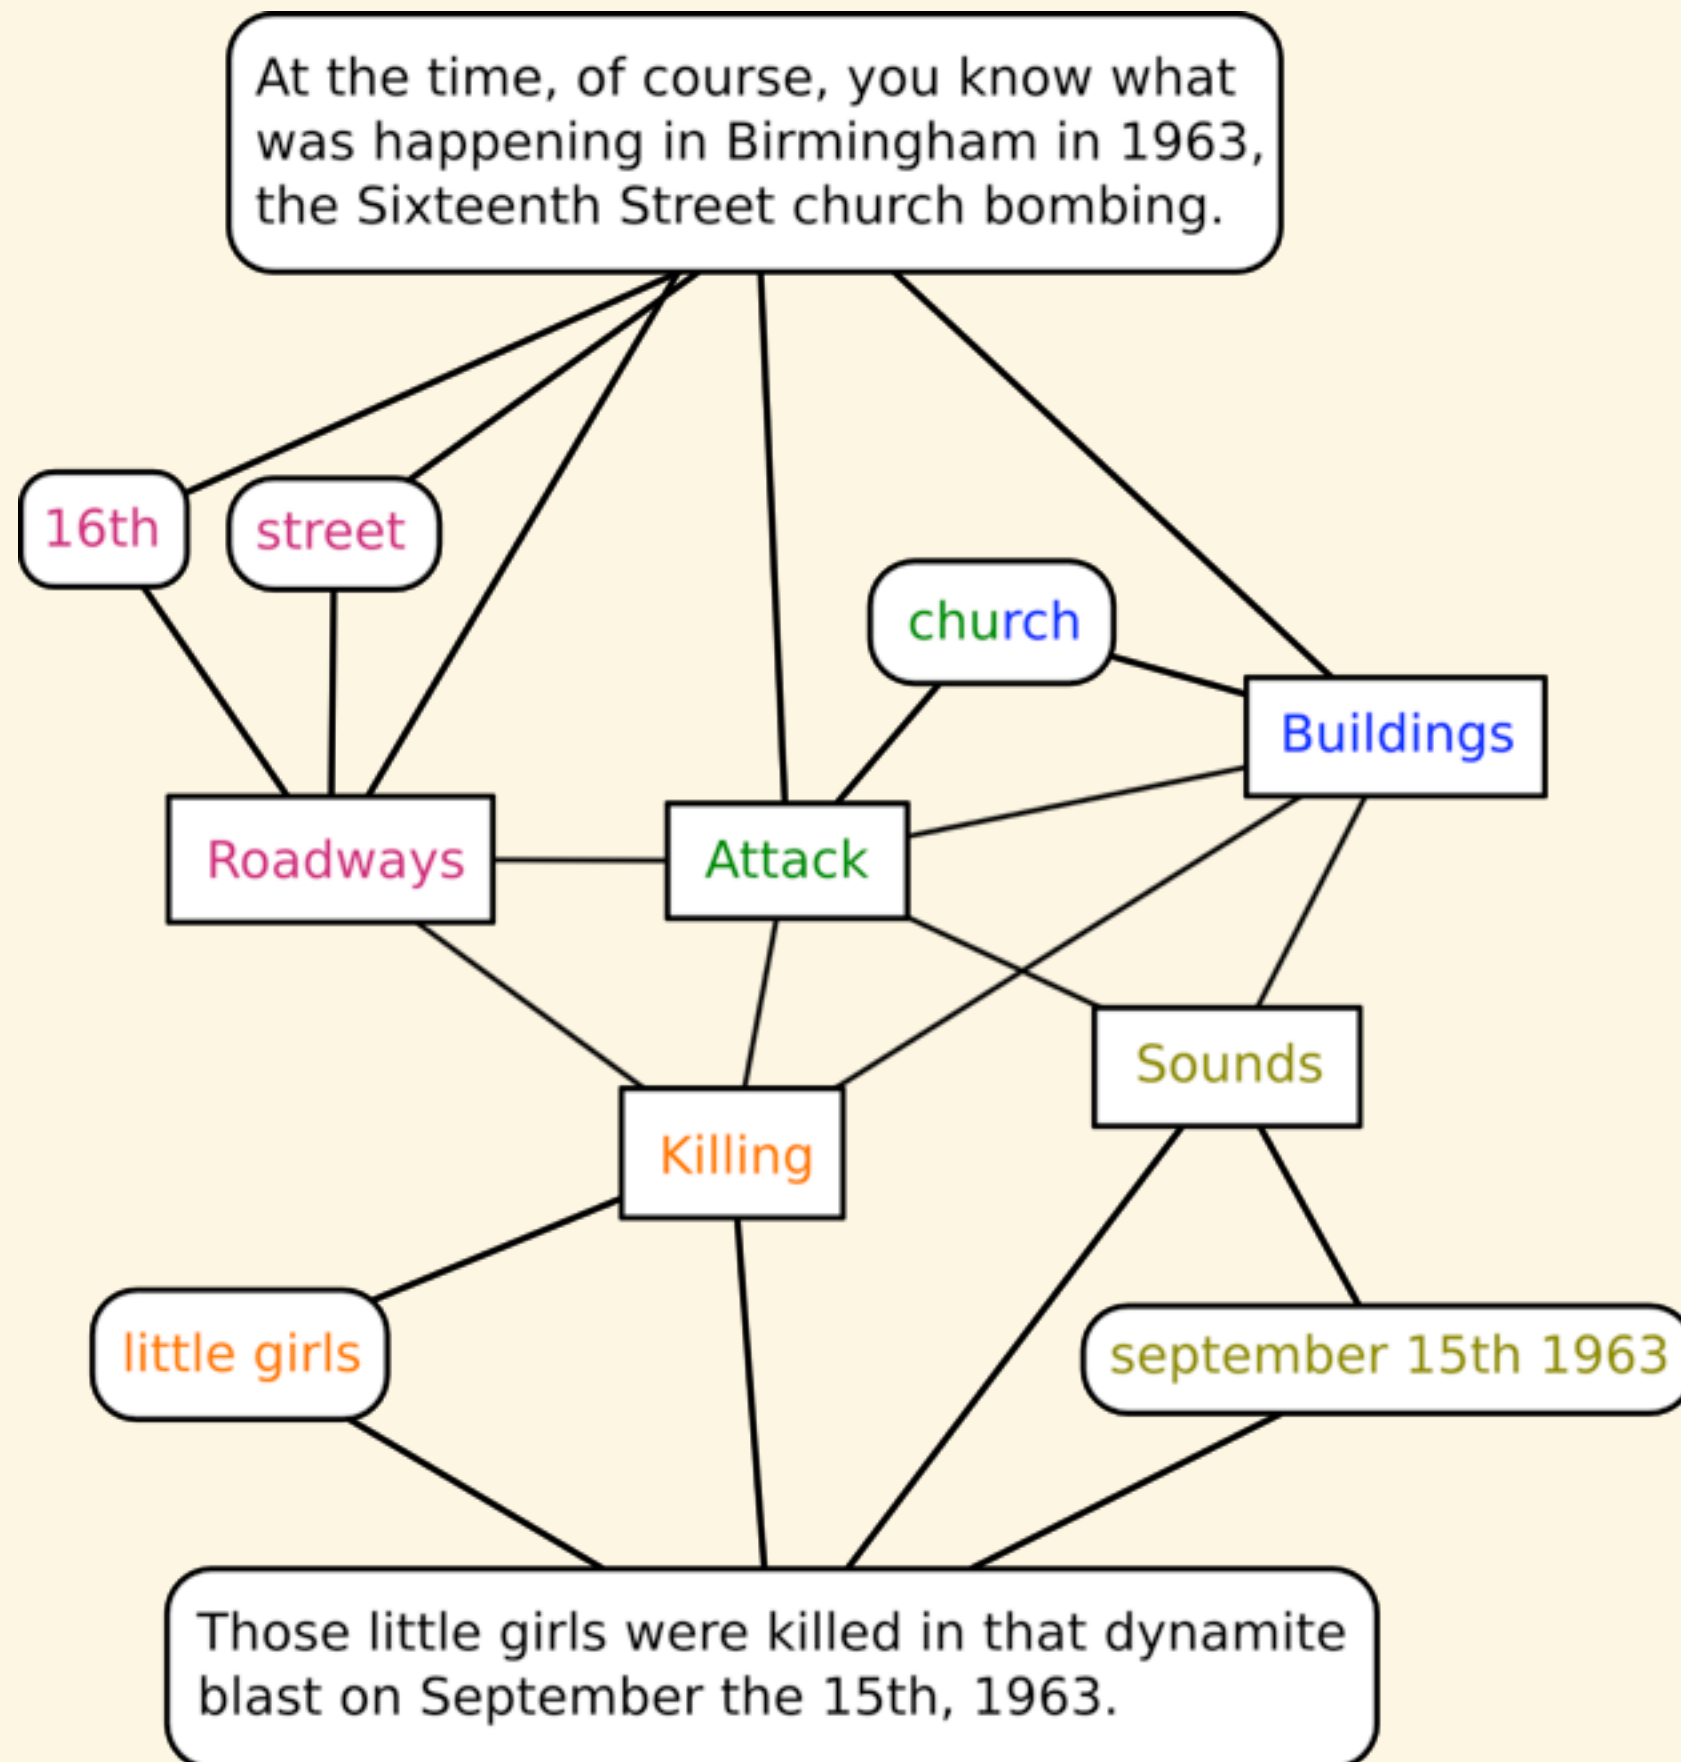 At the time, of course, you know what
was happening in Birmingham in 1963,
the Sixteenth Street church bombing.
16th
street
church
Buildings
Roadways
Attack
Sounds
Killing
little girls
september 15th 1963
Those little girls were killed in that dynamite
blast on September the 15th, 1963.